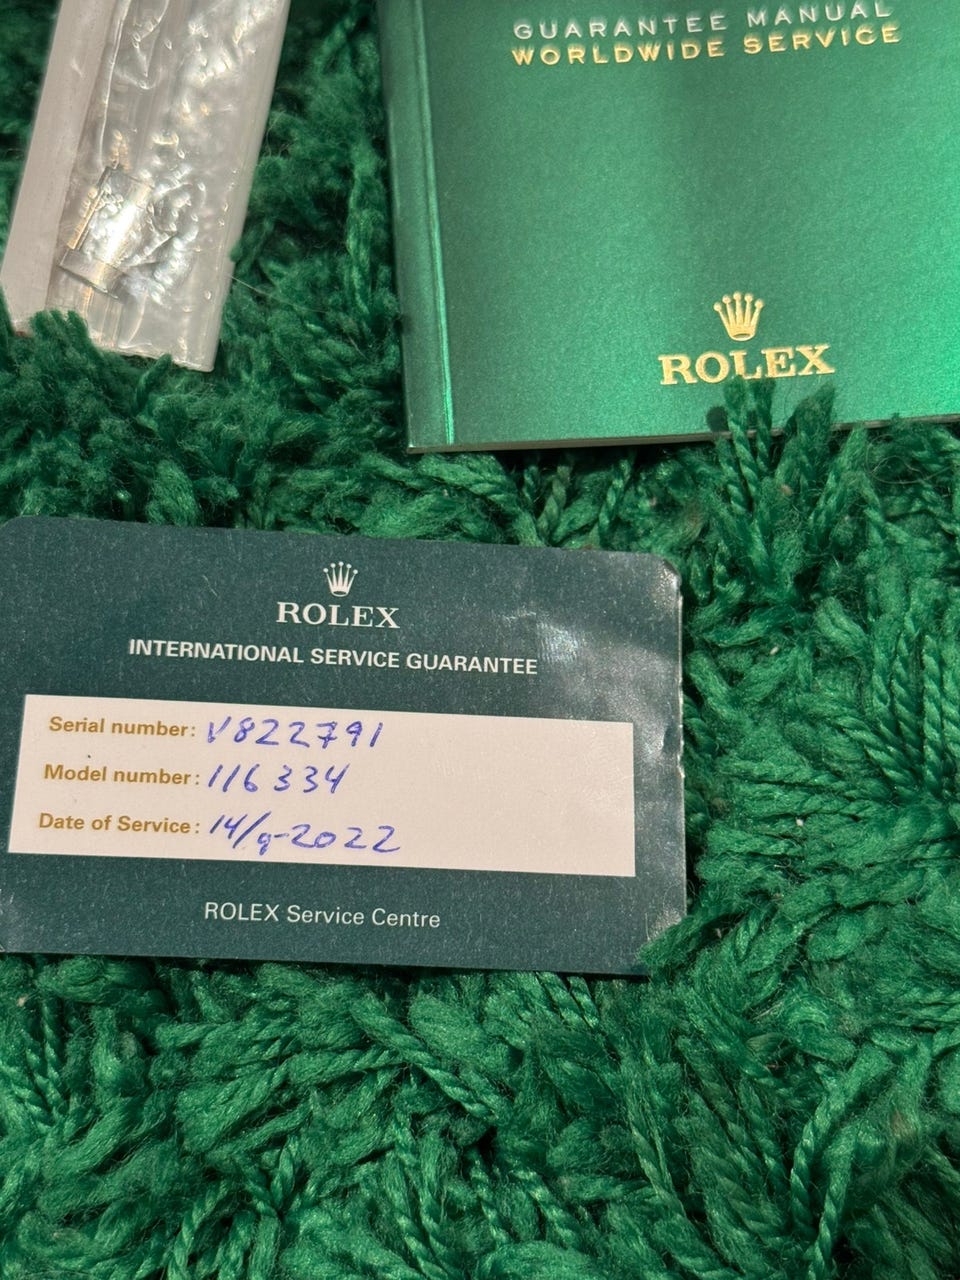 GUARANTEE MANUAL
WORLDWIDE SERVICE
ROLEX
ROLEX
INTERNATIONAL SERVICE GUARANTEE
Serial number: V822791
Model number: 116334
Date of Service: 14/9-2022
ROLEX Service Centre